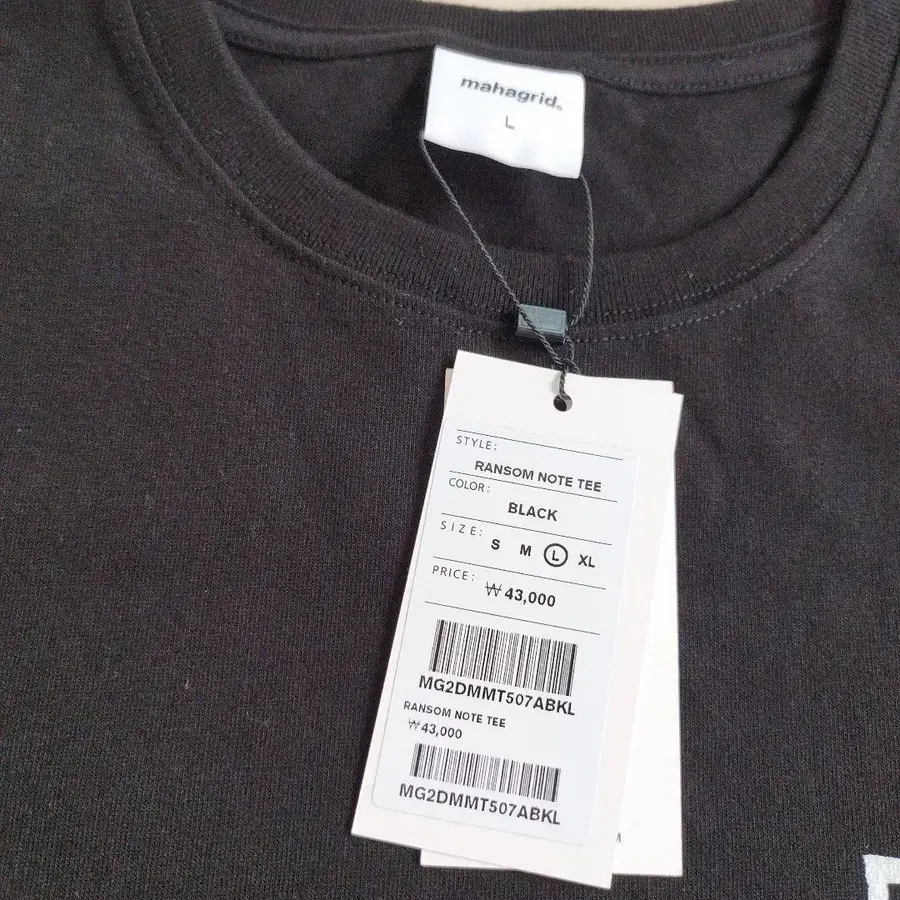 mahagrid
L
STYLE:
RANSOM NOTE TEE
COLOR:
BLACK
SIZE: S M L XL
PRICE: ₩43,000
MG2DMMT507ABKL
RANSOM NOTE TEE
₩43,000
MG2DMMT507ABKL
M